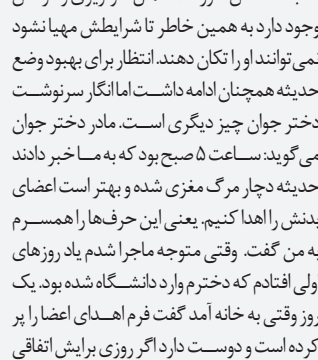 وجود دارد به همین خاطر تا شرایطش مهیا نشود
نمی‌توانند او را تکان دهند. انتظار برای بهبود وضع
حدیثه همچنان ادامه داشت اما انگار سرنوشت
دختر جوان چیز دیگری است. مادر دختر جوان
می‌گوید: ساعت ۵ صبح بود که به ما خبر دادند
حدیثه دچار مرگ مغزی شده و بهتر است اعضای
بدنش را اهدا کنیم. یعنی این حرف‌ها را همسرم
به من گفت. وقتی متوجه ماجرا شدم یاد روزهای
اولی افتادم که دخترم وارد دانشگاه شده بود. یک
روز وقتی به خانه آمد گفت فرم اهدای اعضا را پر
کرده است و دوست دارد اگر روزی برایش اتفاقی